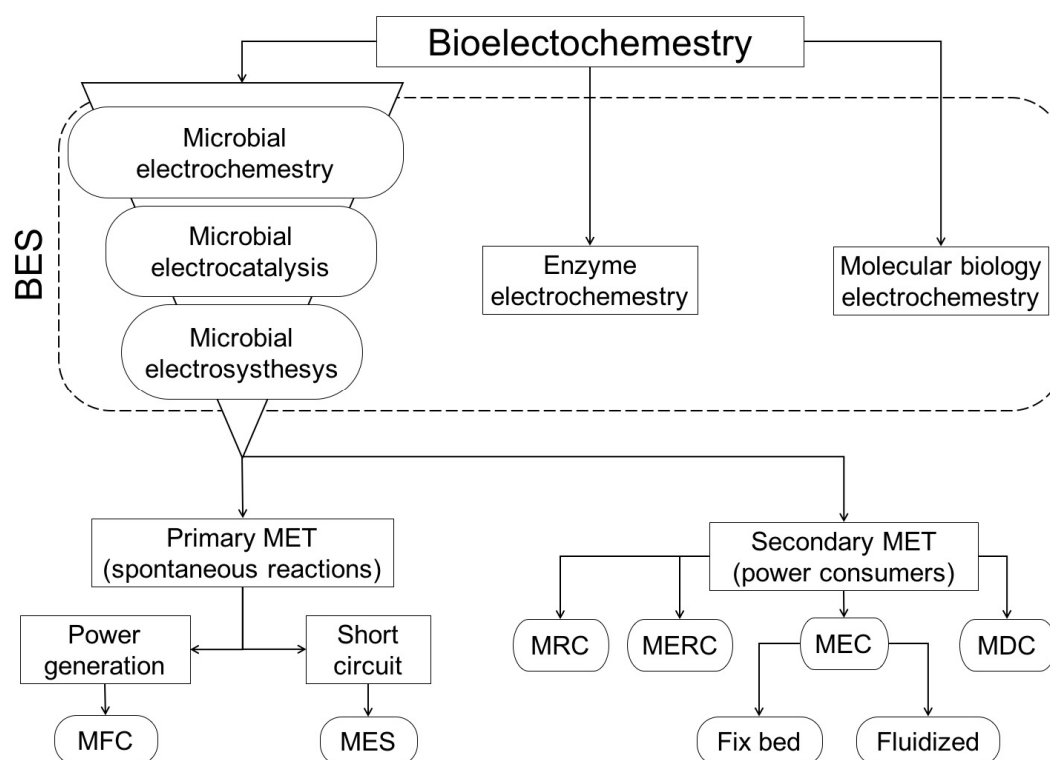 Bioelectochemestry
BES
Microbial
electrochemestry
Microbial
electrocatalysis
Microbial
electrosysthesys
Enzyme
electrochemestry
Molecular biology
electrochemestry
Primary MET
(spontaneous reactions)
Secondary MET
(power consumers)
Power
generation
Short
circuit
MRC
MERC
MEC
MDC
MFC
MES
Fix bed
Fluidized